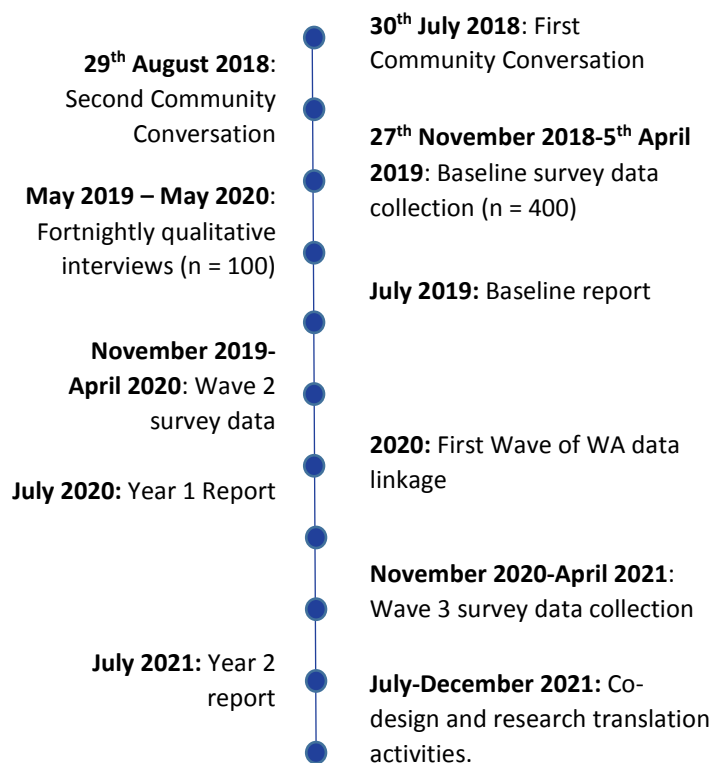 30th July 2018: First
Community Conversation
29th August 2018:
Second Community
Conversation
27th November 2018-5th April
2019: Baseline survey data
collection (n = 400)
May 2019 – May 2020:
Fortnightly qualitative
interviews (n = 100)
July 2019: Baseline report
November 2019-
April 2020: Wave 2
survey data
2020: First Wave of WA data
linkage
July 2020: Year 1 Report
November 2020-April 2021:
Wave 3 survey data collection
July 2021: Year 2
report
July-December 2021: Co-
design and research translation
activities.